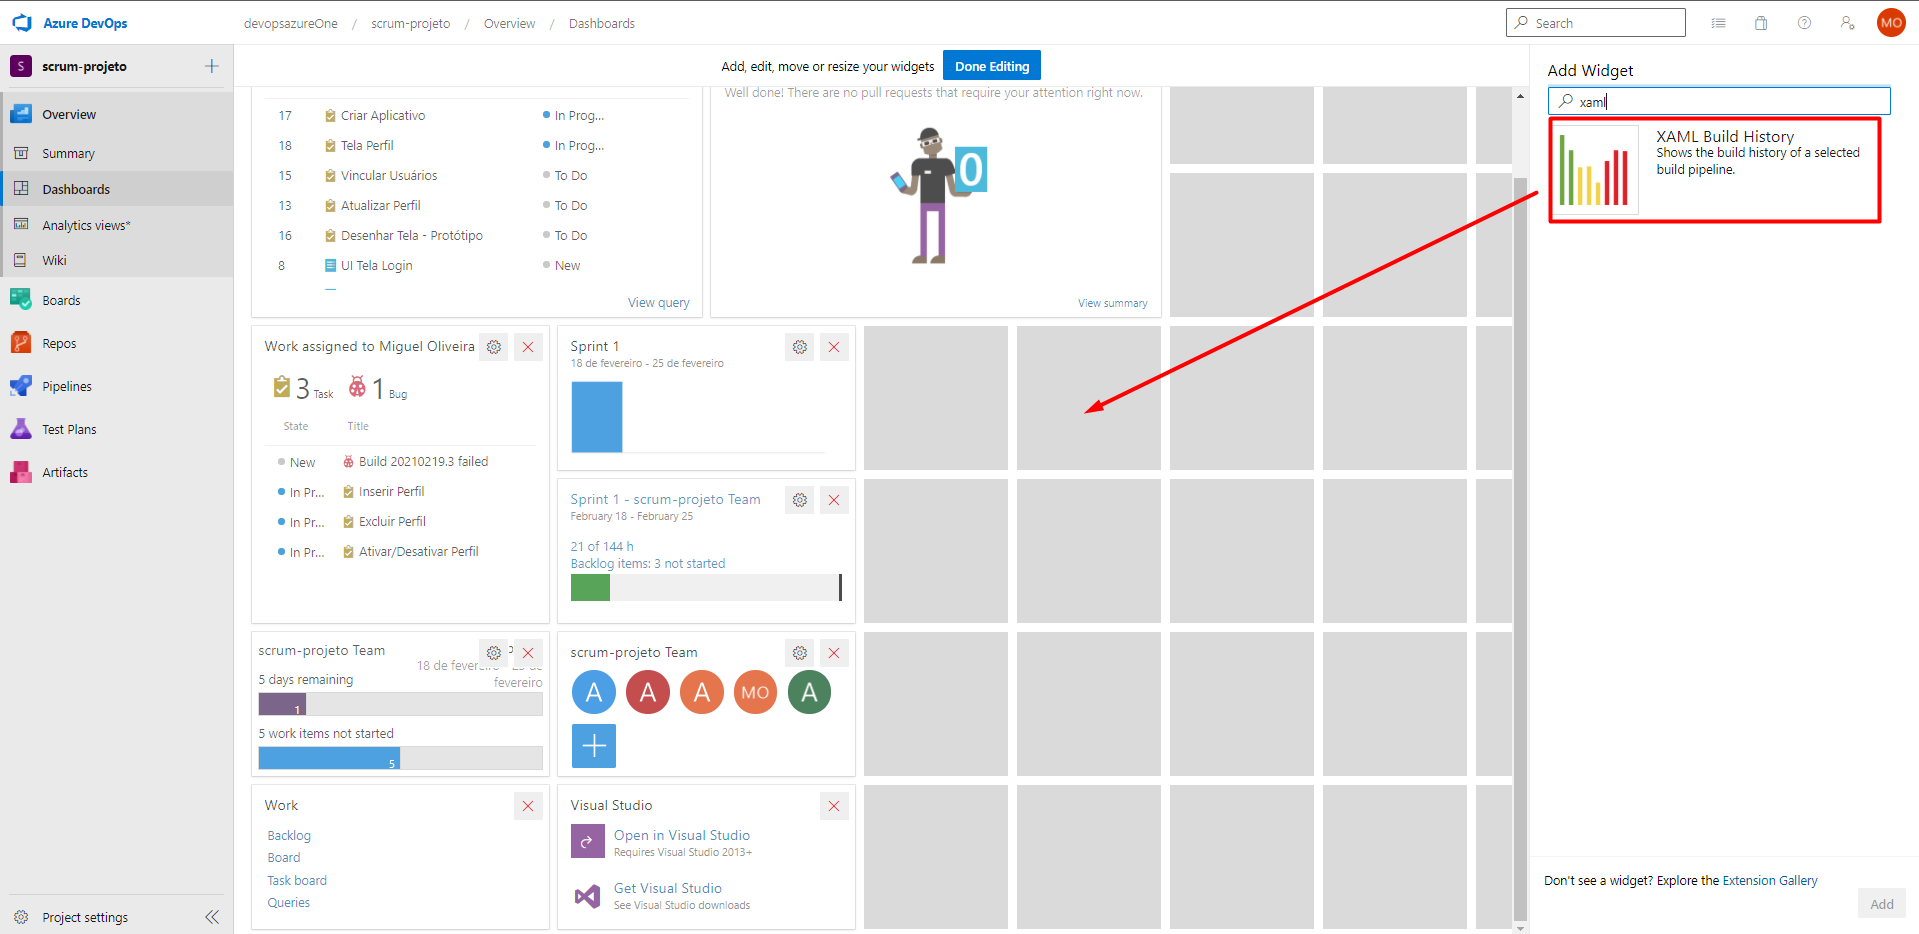 Azure DevOps
devopsazureOne / scrum-projeto / Overview / Dashboards
Search
MO
S scrum-projeto
Overview
Summary
Dashboards
Analytics views*
Wiki
Boards
Repos
Pipelines
Test Plans
Artifacts
Project settings
Add, edit, move or resize your widgets
Done Editing
17 Criar Aplicativo In Prog...
18 Tela Perfil In Prog...
15 Vincular Usuários To Do
13 Atualizar Perfil To Do
16 Desenhar Tela - Protótipo To Do
8 UI Tela Login New
View query
Well done! There are no pull requests that require your attention right now.
0
View summary
Work assigned to Miguel Oliveira
3 Task 1 Bug
State Title
New Build 20210219.3 failed
In Pr... Inserir Perfil
In Pr... Excluir Perfil
In Pr... Ativar/Desativar Perfil
Sprint 1
18 de fevereiro - 25 de fevereiro
Sprint 1 - scrum-projeto Team
February 18 - February 25
21 of 144 h
Backlog items: 3 not started
scrum-projeto Team
18 de fevereiro - 25 de
fevereiro
5 days remaining
1
5 work items not started
5
scrum-projeto Team
A A A MO A
Work
Backlog
Board
Task board
Queries
Visual Studio
Open in Visual Studio
Requires Visual Studio 2013+
Get Visual Studio
See Visual Studio downloads
Add Widget
xaml
XAML Build History
Shows the build history of a selected
build pipeline.
Don't see a widget? Explore the Extension Gallery
Add